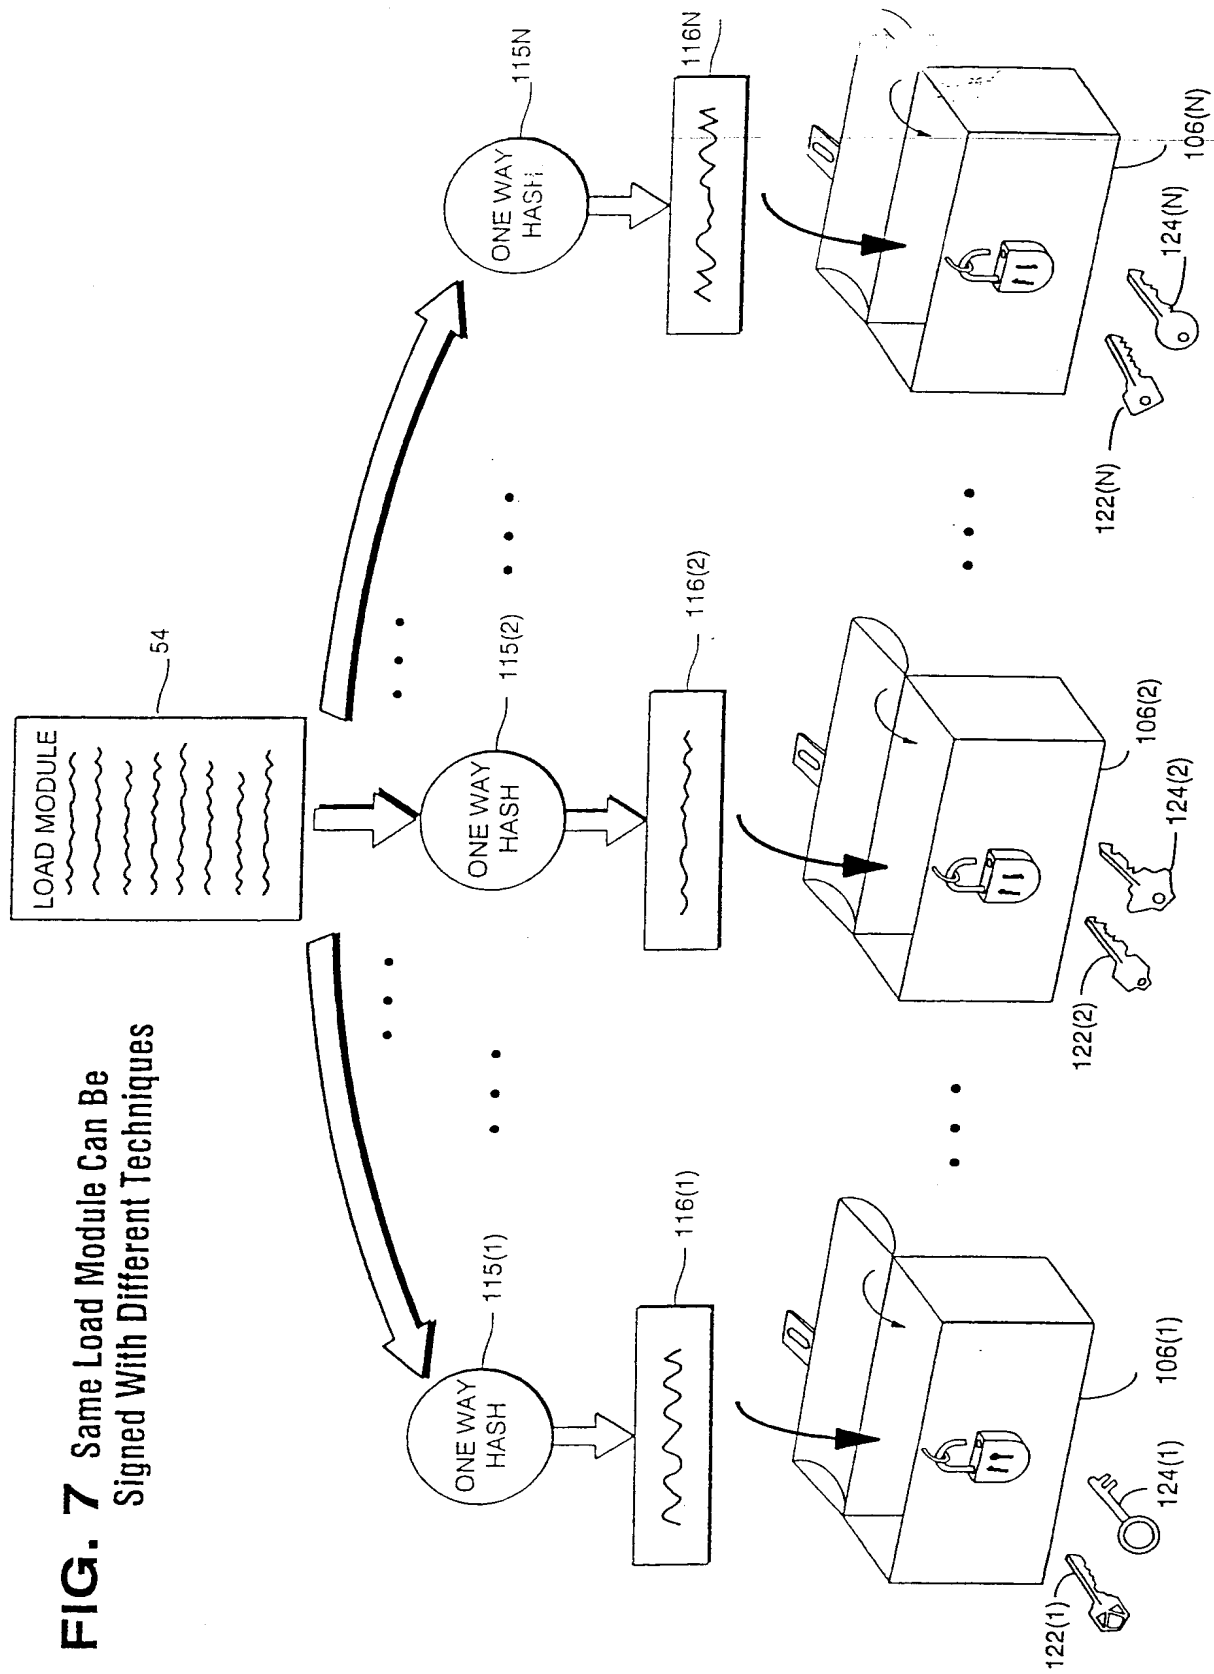 FIG. 7 Same Load Module Can Be
Signed With Different Techniques
LOAD MODULE
54
ONE WAY
HASH
115(1)
ONE WAY
HASH
115(2)
ONE WAY
HASH
115N
116(1)
116(2)
116N
106(1)
122(1)
124(1)
106(2)
122(2)
124(2)
106(N)
122(N)
124(N)